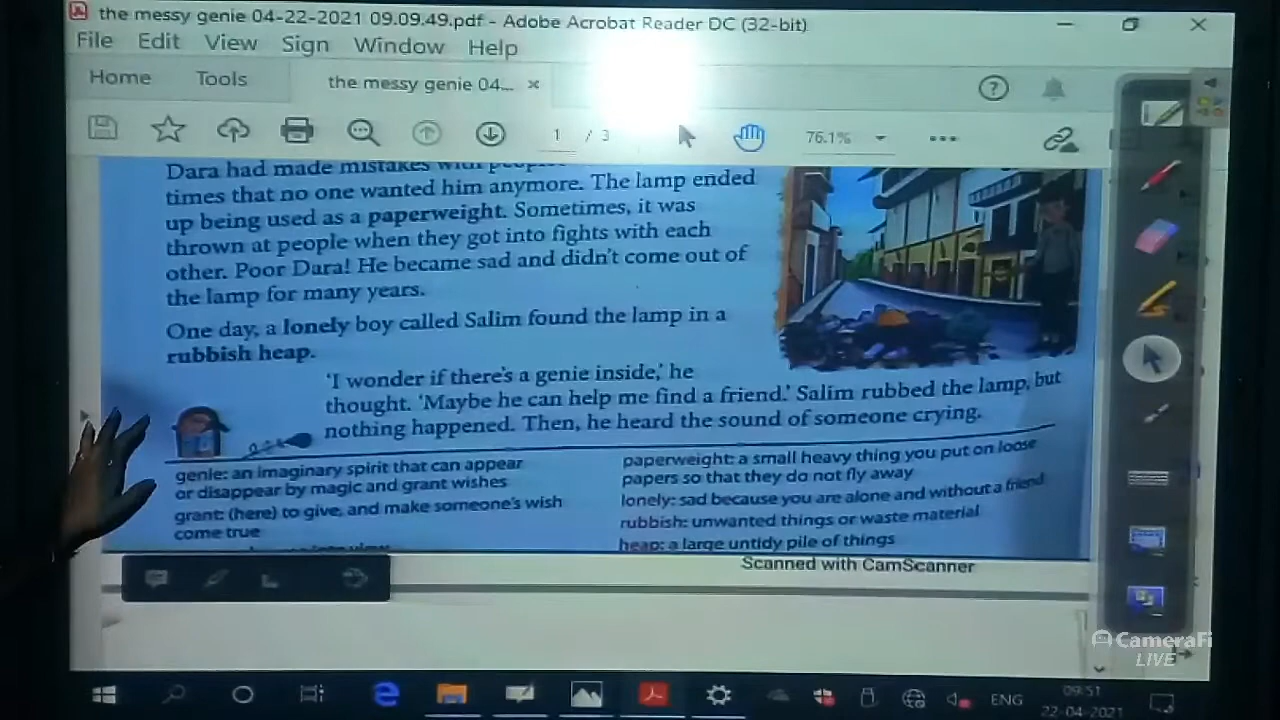 the messy genie 04-22-2021 09.09.49.pdf - Adobe Acrobat Reader DC (32-bit)
File Edit View Sign Window Help
Home Tools the messy genie 04... ×
1 / 3 76.1%
Dara had made mistakes with
times that no one wanted him anymore. The lamp ended
up being used as a paperweight. Sometimes, it was
thrown at people when they got into fights with each
other. Poor Dara! He became sad and didn't come out of
the lamp for many years.
One day, a lonely boy called Salim found the lamp in a
rubbish heap.
'I wonder if there's a genie inside,' he
thought. 'Maybe he can help me find a friend.' Salim rubbed the lamp, but
nothing happened. Then, he heard the sound of someone crying.
genie: an imaginary spirit that can appear
or disappear by magic and grant wishes
grant: (here) to give, and make someone's wish
come true
paperweight: a small heavy thing you put on loose
papers so that they do not fly away
lonely: sad because you are alone and without a friend
rubbish: unwanted things or waste material
heap: a large untidy pile of things
Scanned with CamScanner
CameraFi
LIVE
ENG
09:51
22-04-2021